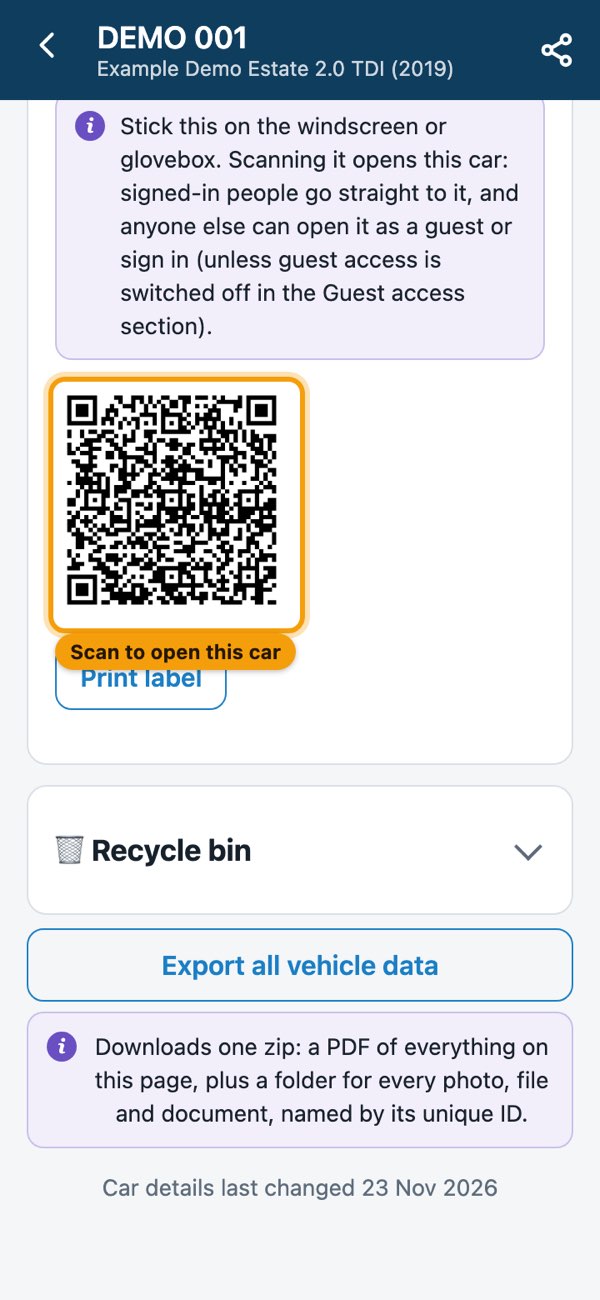 DEMO 001
Example Demo Estate 2.0 TDI (2019)
Stick this on the windscreen or
glovebox. Scanning it opens this car:
signed-in people go straight to it, and
anyone else can open it as a guest or
sign in (unless guest access is
switched off in the Guest access
section).
Scan to open this car
Print label
Recycle bin
Export all vehicle data
Downloads one zip: a PDF of everything on
this page, plus a folder for every photo, file
and document, named by its unique ID.
Car details last changed 23 Nov 2026